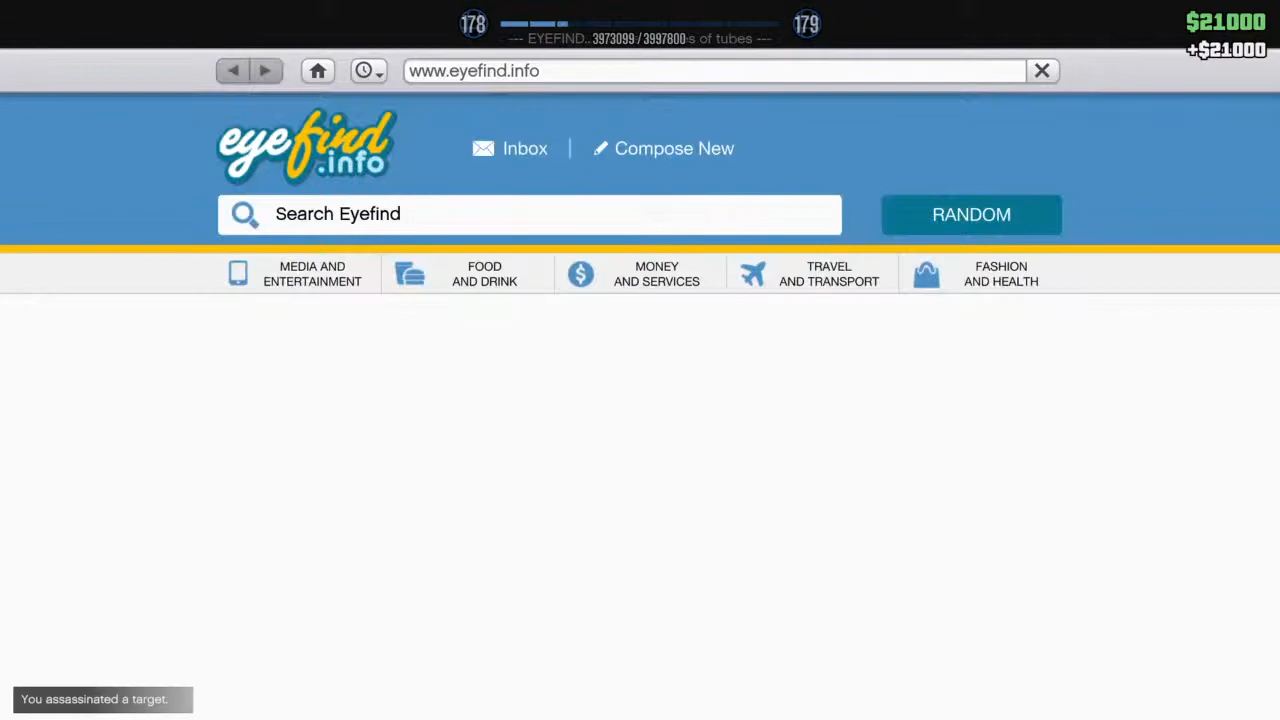 178
179
$21000
+$21000
--- EYEFIND.. 3973099 / 3997800s of tubes ---
www.eyefind.info
eyefind
.info
Inbox
Compose New
Search Eyefind
RANDOM
MEDIA AND
ENTERTAINMENT
FOOD
AND DRINK
MONEY
AND SERVICES
TRAVEL
AND TRANSPORT
FASHION
AND HEALTH
You assassinated a target.